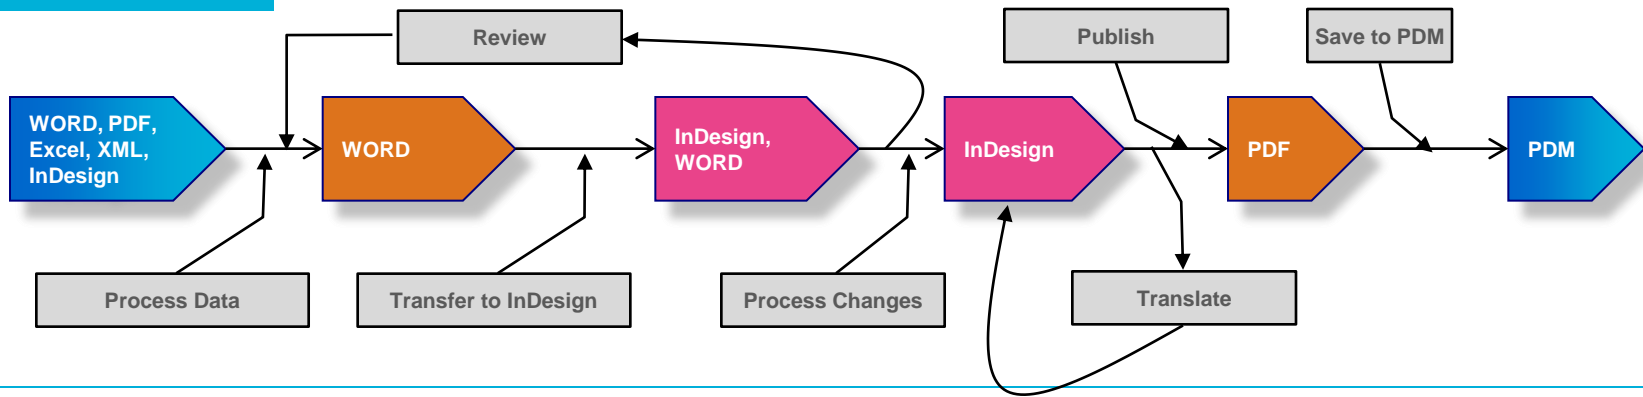 Review
Publish
Save to PDM
WORD, PDF,
Excel, XML,
InDesign
WORD
InDesign,
WORD
InDesign
PDF
PDM
Process Data
Transfer to InDesign
Process Changes
Translate